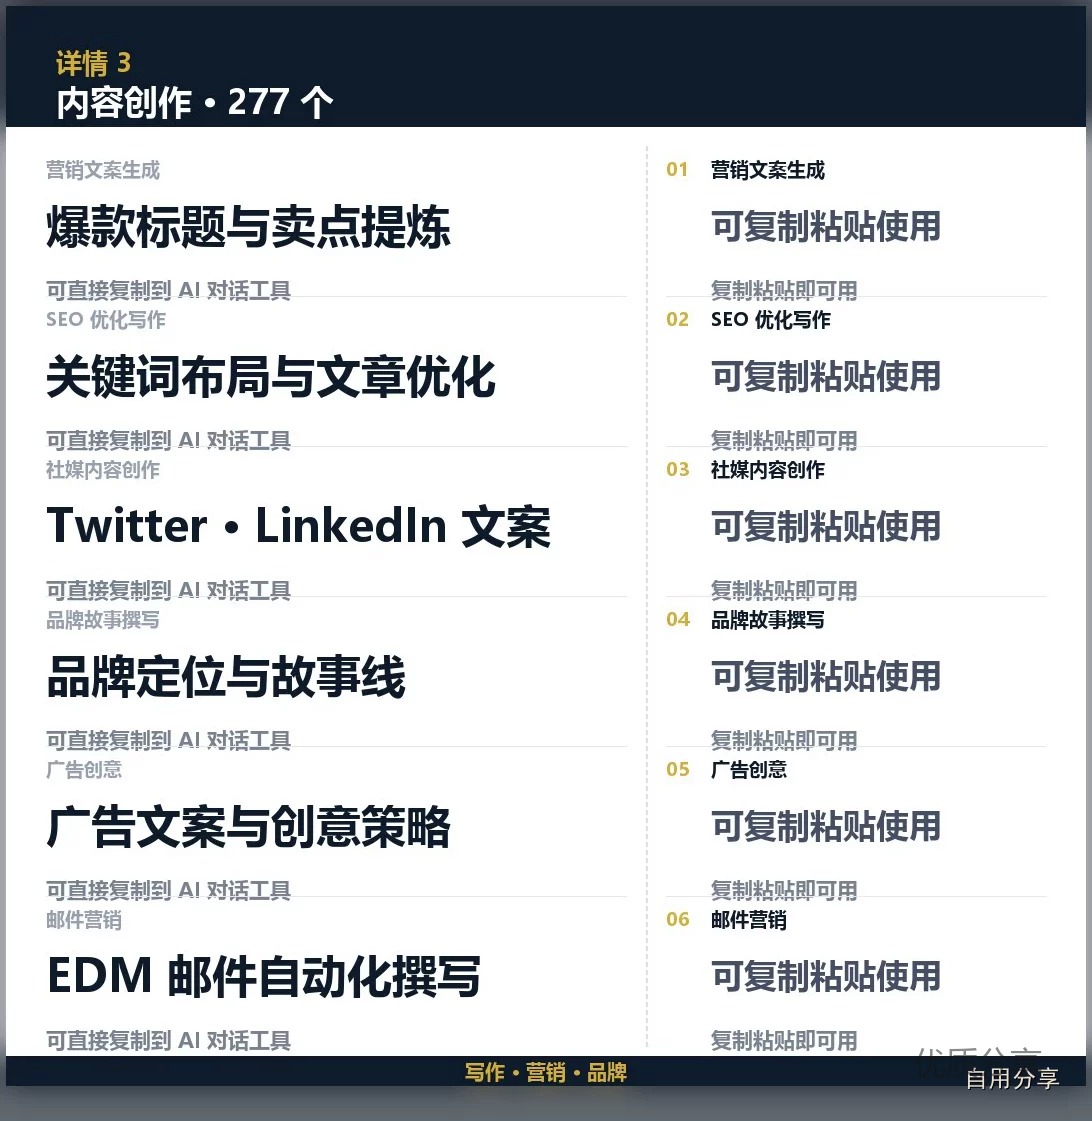 详情 3
内容创作·277 个
营销文案生成
爆款标题与卖点提炼
可直接复制到 AI 对话工具
SEO 优化写作
关键词布局与文章优化
可直接复制到 AI 对话工具
社媒内容创作
Twitter·LinkedIn 文案
可直接复制到 AI 对话工具
品牌故事撰写
品牌定位与故事线
可直接复制到 AI 对话工具
广告创意
广告文案与创意策略
可直接复制到 AI 对话工具
邮件营销
EDM 邮件自动化撰写
可直接复制到 AI 对话工具
01 营销文案生成
可复制粘贴使用
复制粘贴即可用
02 SEO 优化写作
可复制粘贴使用
复制粘贴即可用
03 社媒内容创作
可复制粘贴使用
复制粘贴即可用
04 品牌故事撰写
可复制粘贴使用
复制粘贴即可用
05 广告创意
可复制粘贴使用
复制粘贴即可用
06 邮件营销
可复制粘贴使用
复制粘贴即可用
写作·营销·品牌
优质分享
自用分享